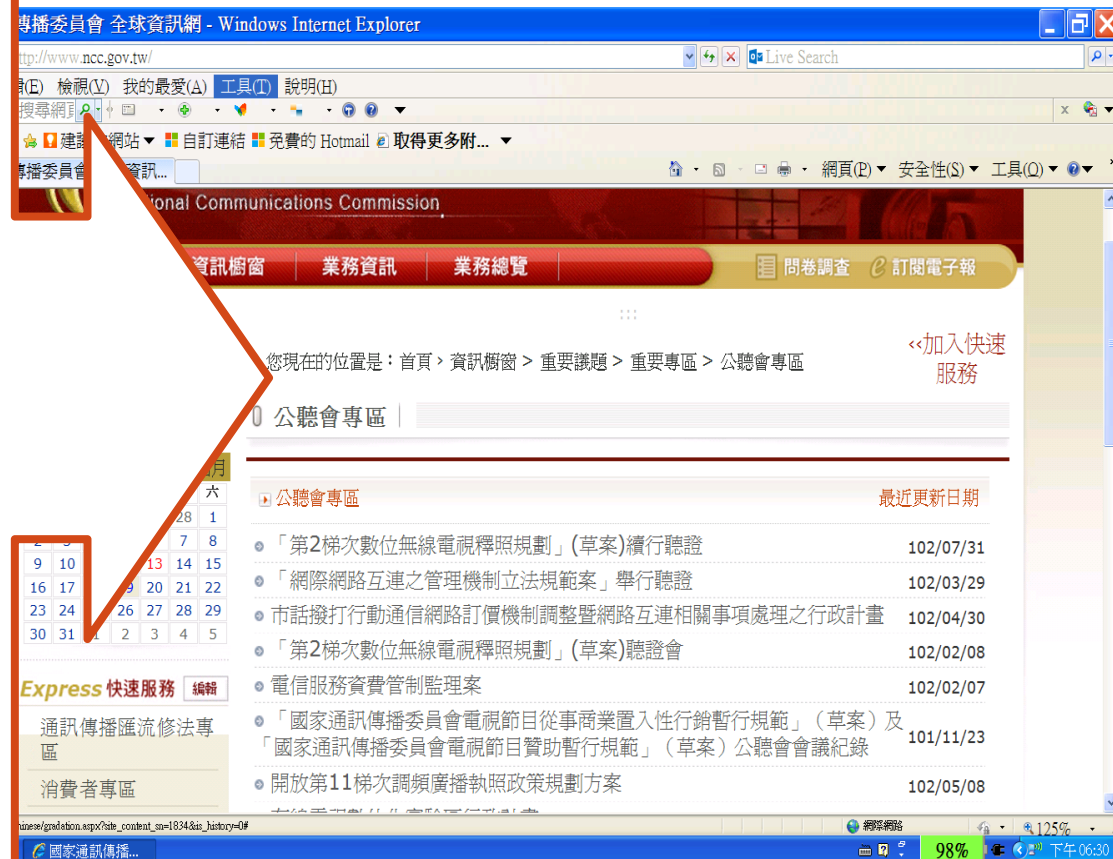 傳播委員會 全球資訊網 - Windows Internet Explorer
http://www.ncc.gov.tw/
Live Search
檢視(V) 我的最愛(A) 工具(T) 說明(H)
搜尋網頁
x
建議 網站 自訂連結 免費的 Hotmail 取得更多附...
網頁(P) 安全性(S) 工具(O)
ional Communications Commission
資訊櫥窗 業務資訊 業務總覽 問卷調查 訂閱電子報
:::
您現在的位置是：首頁> 資訊櫥窗 > 重要議題 > 重要專區 > 公聽會專區
‹‹加入快速
服務
公聽會專區
月
六
28 1
7 8
9 10 13 14 15
16 17 19 20 21 22
23 24 26 27 28 29
30 31 1 2 3 4 5
公聽會專區 最近更新日期
「第2梯次數位無線電視釋照規劃」(草案)續行聽證 102/07/31
「網際網路互連之管理機制立法規範案」舉行聽證 102/03/29
市話撥打行動通信網路訂價機制調整暨網路互連相關事項處理之行政計畫 102/04/30
「第2梯次數位無線電視釋照規劃」(草案)聽證會 102/02/08
電信服務資費管制監理案 102/02/07
「國家通訊傳播委員會電視節目從事商業置入性行銷暫行規範」（草案）及
「國家通訊傳播委員會電視節目贊助暫行規範」（草案）公聽會會議紀錄 101/11/23
開放第11梯次調頻廣播執照政策規劃方案 102/05/08
Express 快速服務 編輯
通訊傳播匯流修法專
區
消費者專區
hinese/gradation.aspx?site_content_sn=1834&is_history=0#
網際網路 125%
國家通訊傳播...
98% 下午 06:30